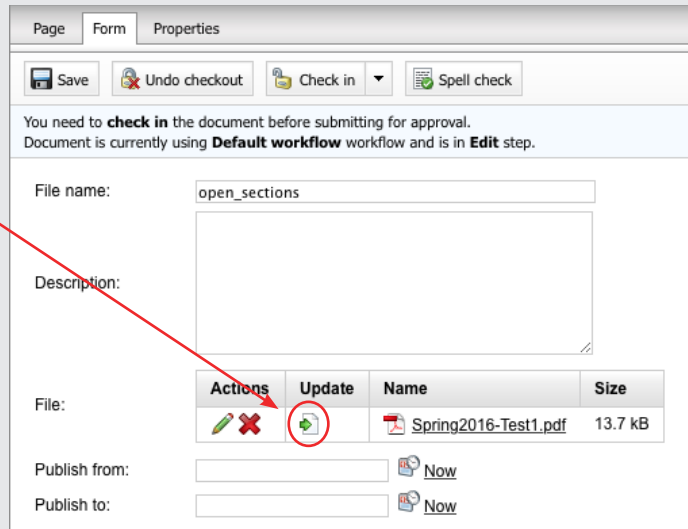 Page Form Properties
Save Undo checkout Check in Spell check
You need to check in the document before submitting for approval.
Document is currently using Default workflow workflow and is in Edit step.
File name: open_sections
Description:
Actions Update Name Size
File:
Spring2016-Test1.pdf 13.7 kB
Publish from: Now
Publish to: Now